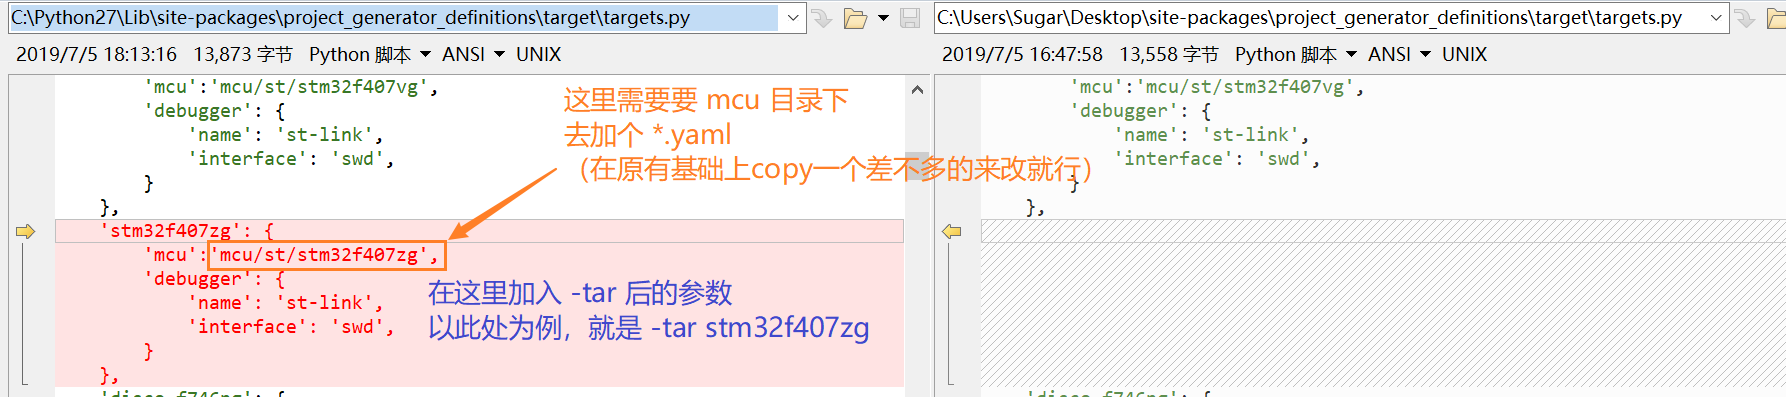 C:\Python27\Lib\site-packages\project_generator_definitions\target\targets.py
2019/7/5 18:13:16 13,873 字节 Python 脚本 ANSI UNIX
'mcu':'mcu/st/stm32f407vg',
'debugger': {
'name': 'st-link',
'interface': 'swd',
}
},
'stm32f407zg': {
'mcu':'mcu/st/stm32f407zg',
'debugger': {
'name': 'st-link',
'interface': 'swd',
}
},
这里需要要 mcu 目录下
去加个 *.yaml
（在原有基础上copy一个差不多的来改就行）
在这里加入 -tar 后的参数
以此处为例，就是 -tar stm32f407zg
C:\Users\Sugar\Desktop\site-packages\project_generator_definitions\target\targets.py
2019/7/5 16:47:58 13,558 字节 Python 脚本 ANSI UNIX
'mcu':'mcu/st/stm32f407vg',
'debugger': {
'name': 'st-link',
'interface': 'swd',
}
},